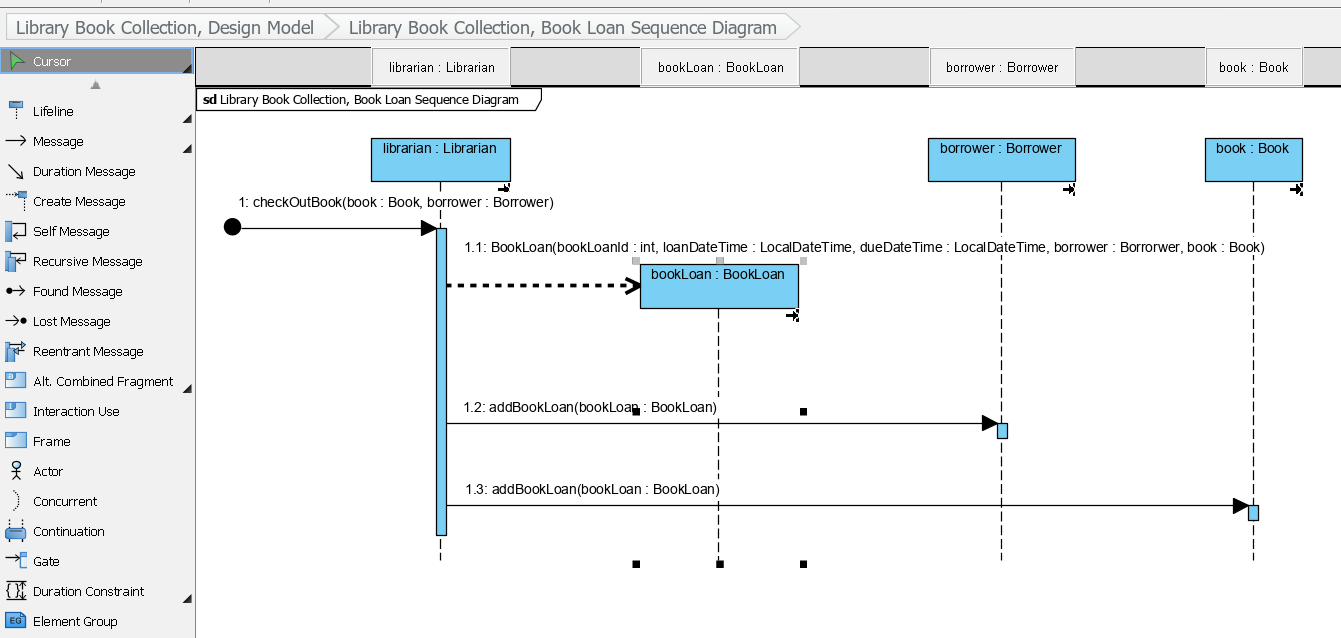 Library Book Collection, Design Model
Library Book Collection, Book Loan Sequence Diagram
Cursor
Lifeline
Message
Duration Message
Create Message
Self Message
Recursive Message
Found Message
Lost Message
Reentrant Message
Alt. Combined Fragment
Interaction Use
Frame
Actor
Concurrent
Continuation
Gate
Duration Constraint
EG Element Group
librarian : Librarian
bookLoan : BookLoan
borrower : Borrower
book : Book
sd Library Book Collection, Book Loan Sequence Diagram
librarian : Librarian
borrower : Borrower
book : Book
1: checkOutBook(book : Book, borrower : Borrower)
1.1: BookLoan(bookLoanId : int, loanDateTime : LocalDateTime, dueDateTime : LocalDateTime, borrower : Borrorwer, book : Book)
bookLoan : BookLoan
1.2: addBookLoan(bookLoan : BookLoan)
1.3: addBookLoan(bookLoan : BookLoan)